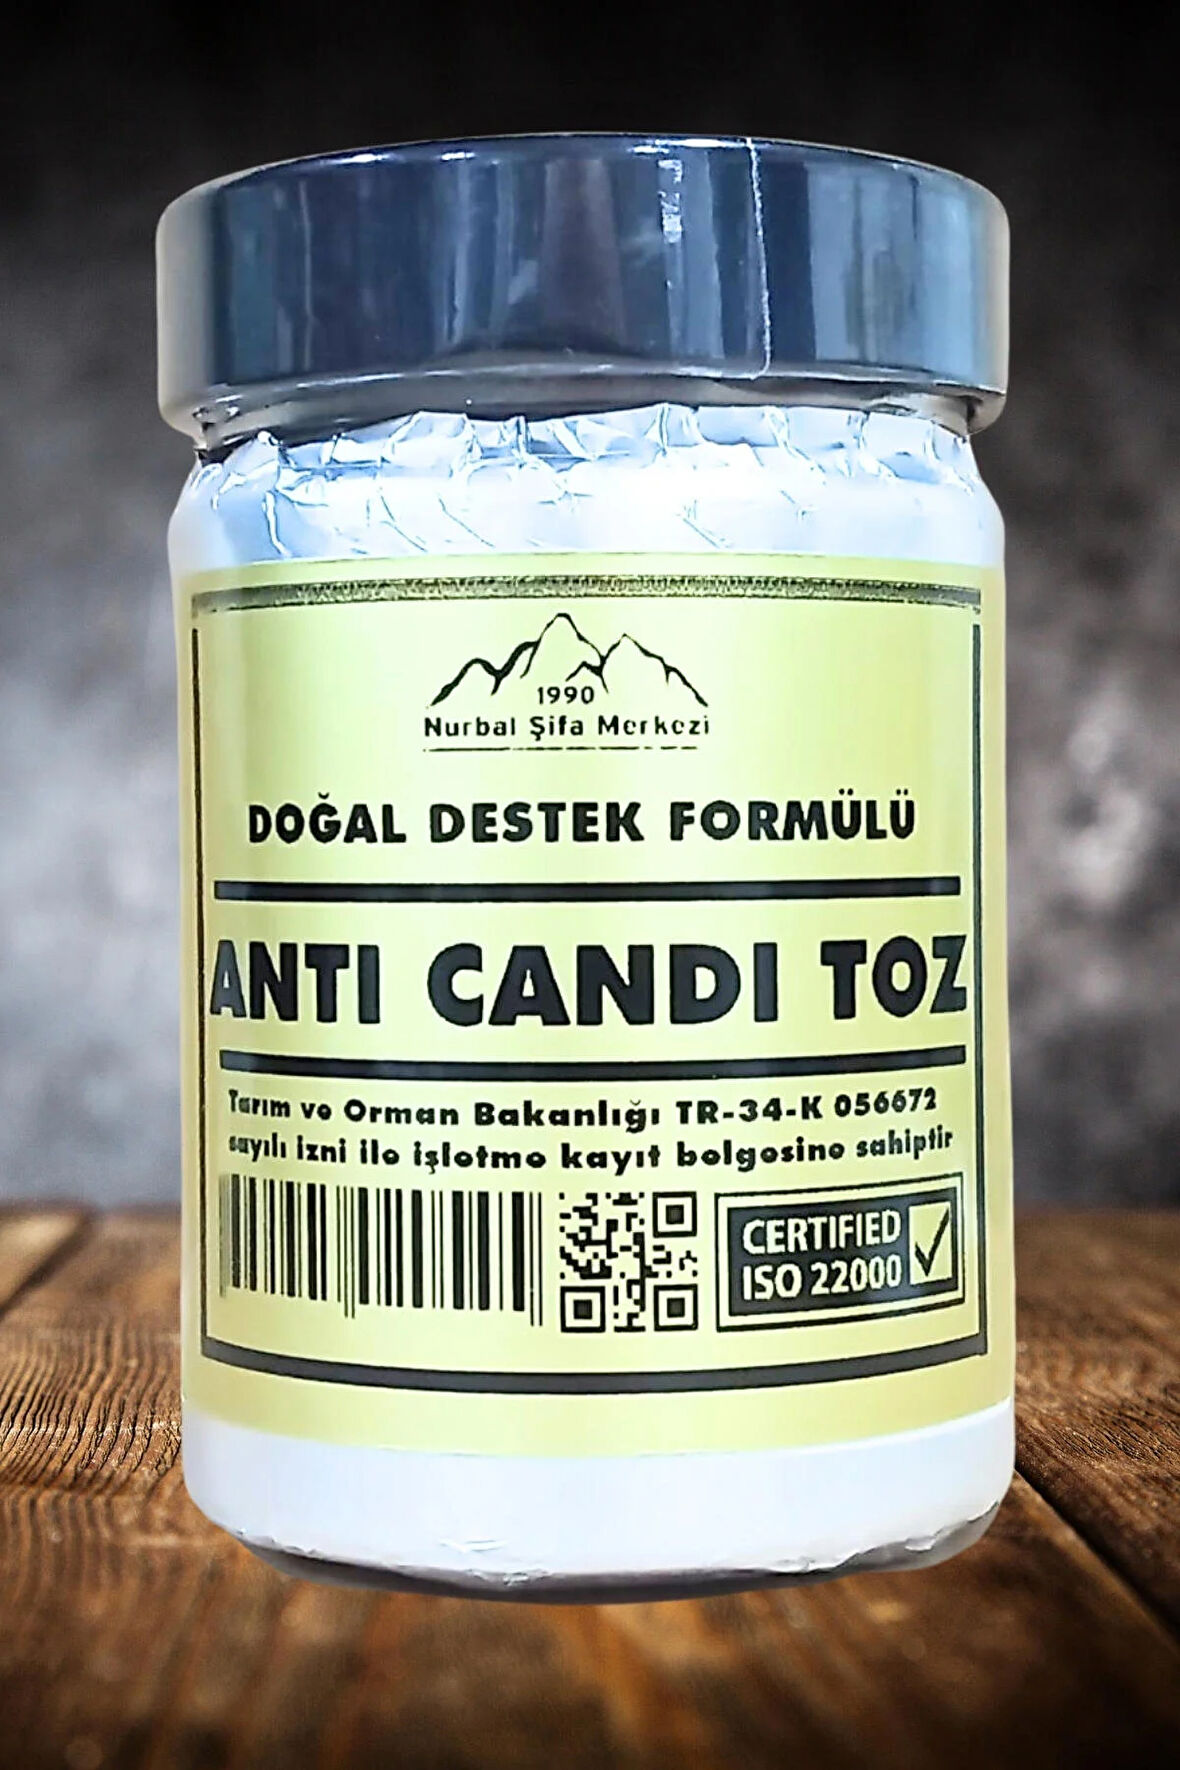 1990
Nurbal Şifa Merkezi
DOĞAL DESTEK FORMÜLÜ
ANTI CANDI TOZ
Tarım ve Orman Bakanlığı TR-34-K 056672
sayılı izni ile işletme kayıt belgesine sahiptir
CERTIFIED
ISO 22000